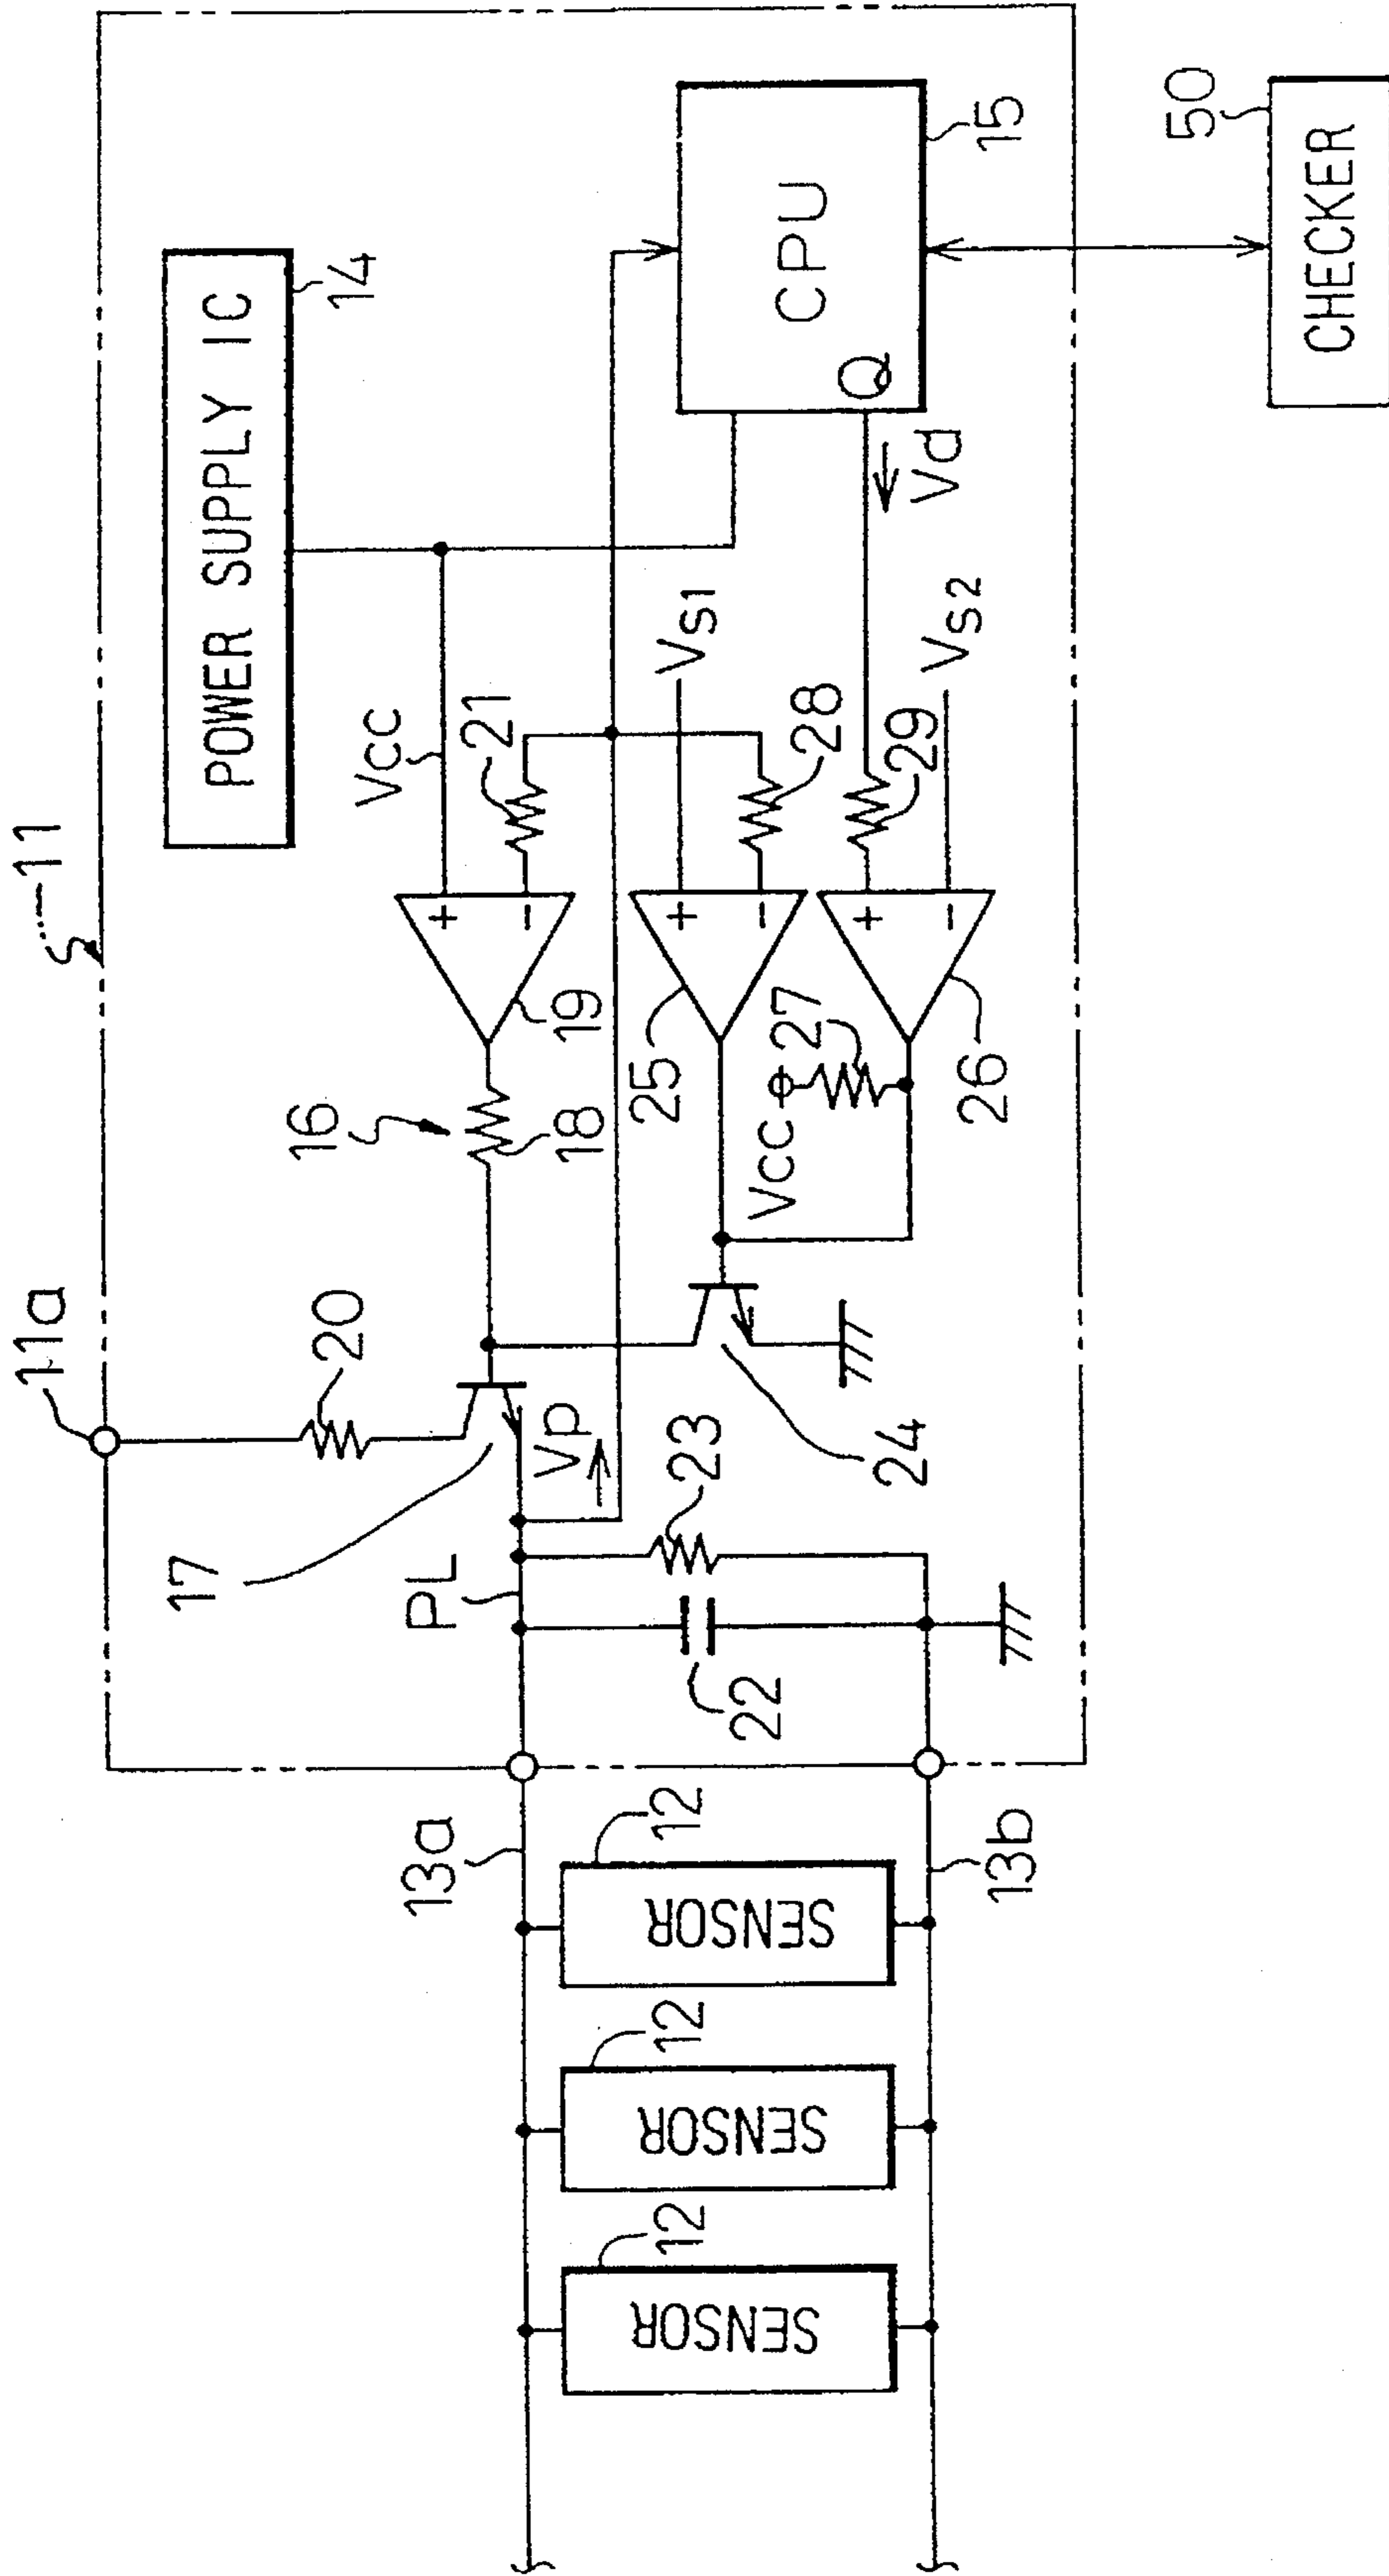 11
11a
POWER SUPPLY IC
14
20
16
Vcc
21
17
18
19
CPU
Q
15
PL
Vp
Vs1
25
28
Vcc
27
Vd
29
23
24
26
Vs2
22
13a
12
SENSOR
12
SENSOR
12
SENSOR
13b
50
CHECKER
+
-
+
-
+
-